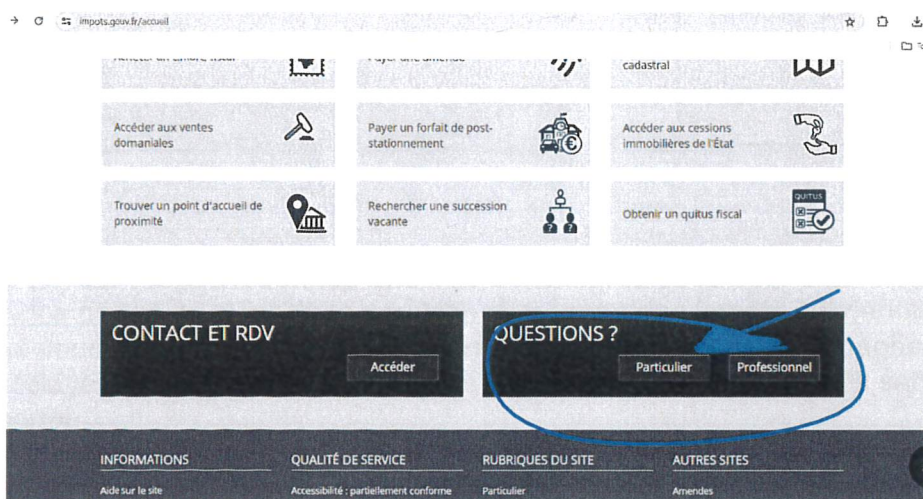 impots.gouv.fr/accueil
cadastral
Accéder aux ventes
domaniales
Payer un forfait de post-
stationnement
Accéder aux cessions
immobilières de l'État
Trouver un point d'accueil de
proximité
Rechercher une succession
vacante
QUITUS
Obtenir un quitus fiscal
CONTACT ET RDV
Accéder
QUESTIONS ?
Particulier
Professionnel
INFORMATIONS
QUALITÉ DE SERVICE
RUBRIQUES DU SITE
AUTRES SITES
Aide sur le site
Accessibilité : partiellement conforme
Particulier
Amendes